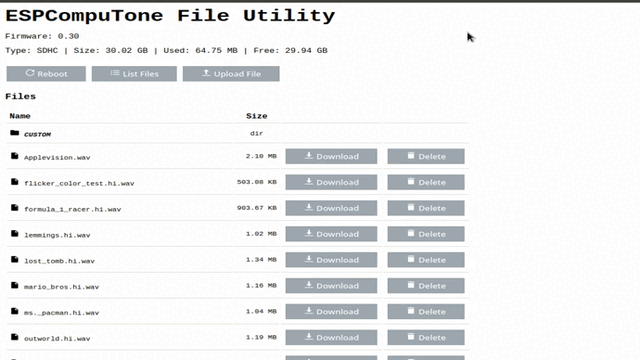 ESPCompuTone File Utility
Firmware: 0.30
Type: SDHC | Size: 30.02 GB | Used: 64.75 MB | Free: 29.94 GB
Reboot List Files Upload File
Files
Name Size
CUSTOM dir
Applevision.wav 2.10 MB Download Delete
flicker_color_test.hi.wav 503.08 KB Download Delete
formula_1_racer.hi.wav 903.67 KB Download Delete
lemmings.hi.wav 1.02 MB Download Delete
lost_tomb.hi.wav 1.34 MB Download Delete
mario_bros.hi.wav 1.16 MB Download Delete
ms._pacman.hi.wav 1.04 MB Download Delete
outworld.hi.wav 1.19 MB Download Delete